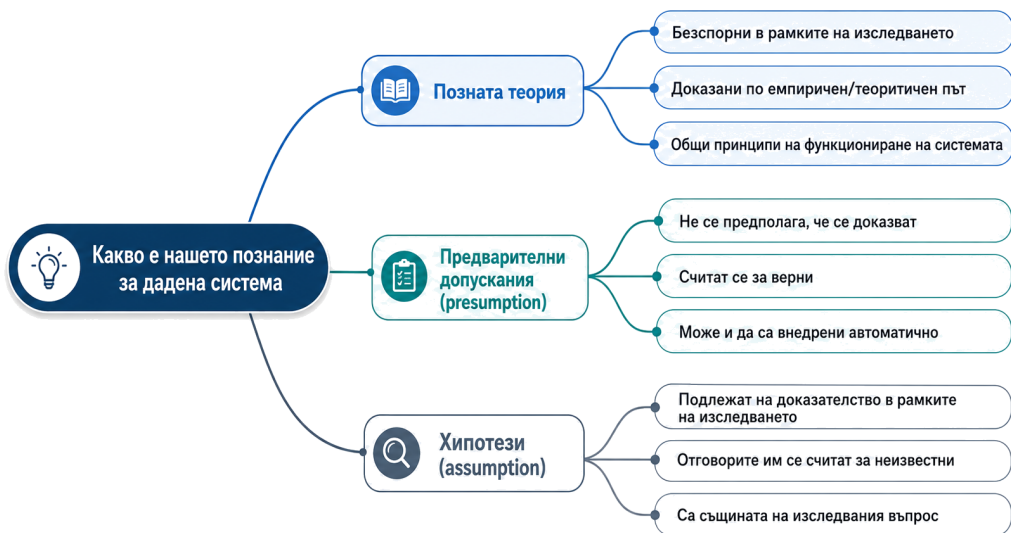 Какво е нашето познание
за дадена система
Позната теория
Безспорни в рамките на изследването
Доказани по емпиричен/теоритичен път
Общи принципи на функциониране на системата
Предварителни
допускания
(presumption)
Не се предполага, че се доказват
Считат се за верни
Може и да са внедрени автоматично
Хипотези
(assumption)
Подлежат на доказателство в рамките
на изследването
Отговорите им се считат за неизвестни
Са същината на изследвания въпрос